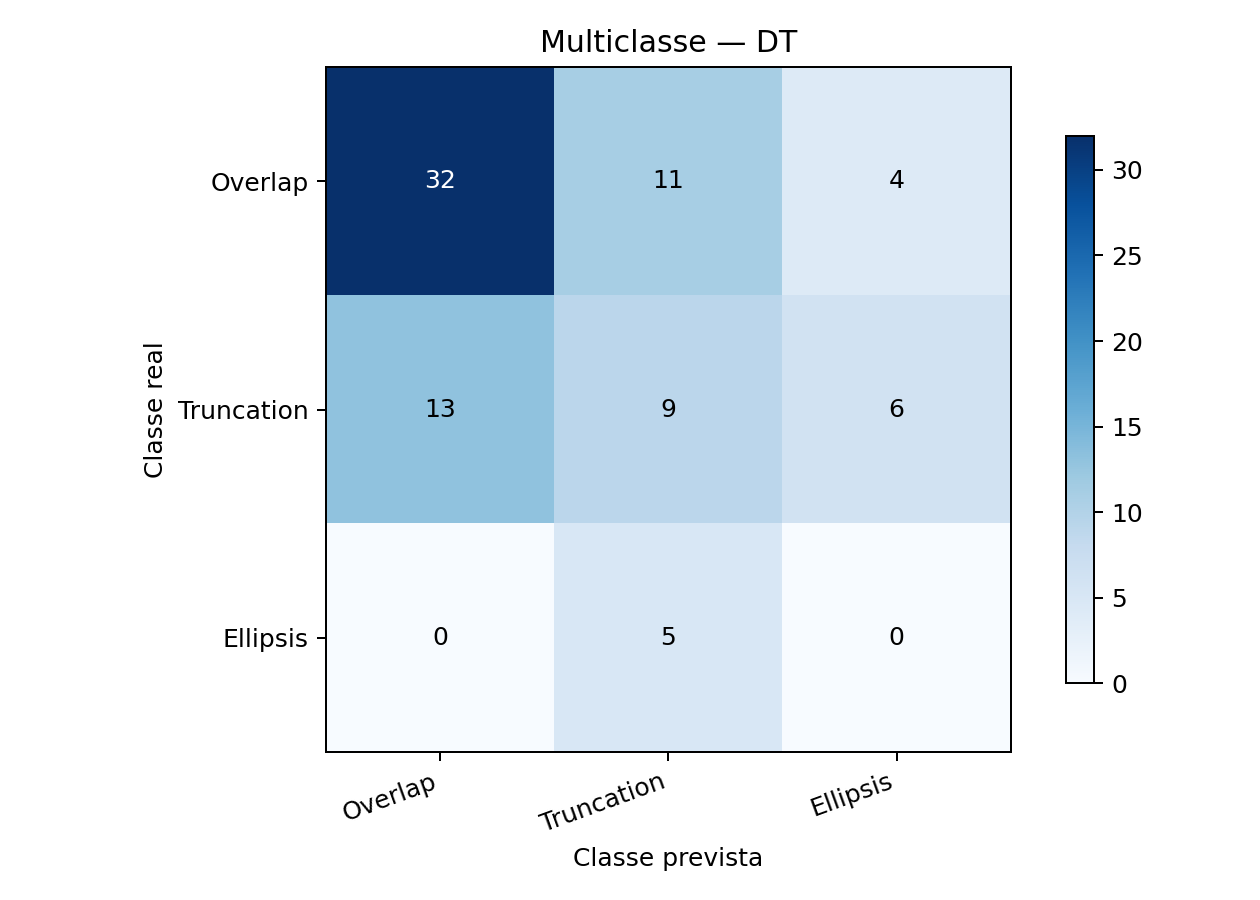 Multiclasse — DT
Overlap
32
11
4
Truncation
13
9
6
Ellipsis
0
5
0
Classe real
Overlap
Truncation
Ellipsis
Classe prevista
30
25
20
15
10
5
0